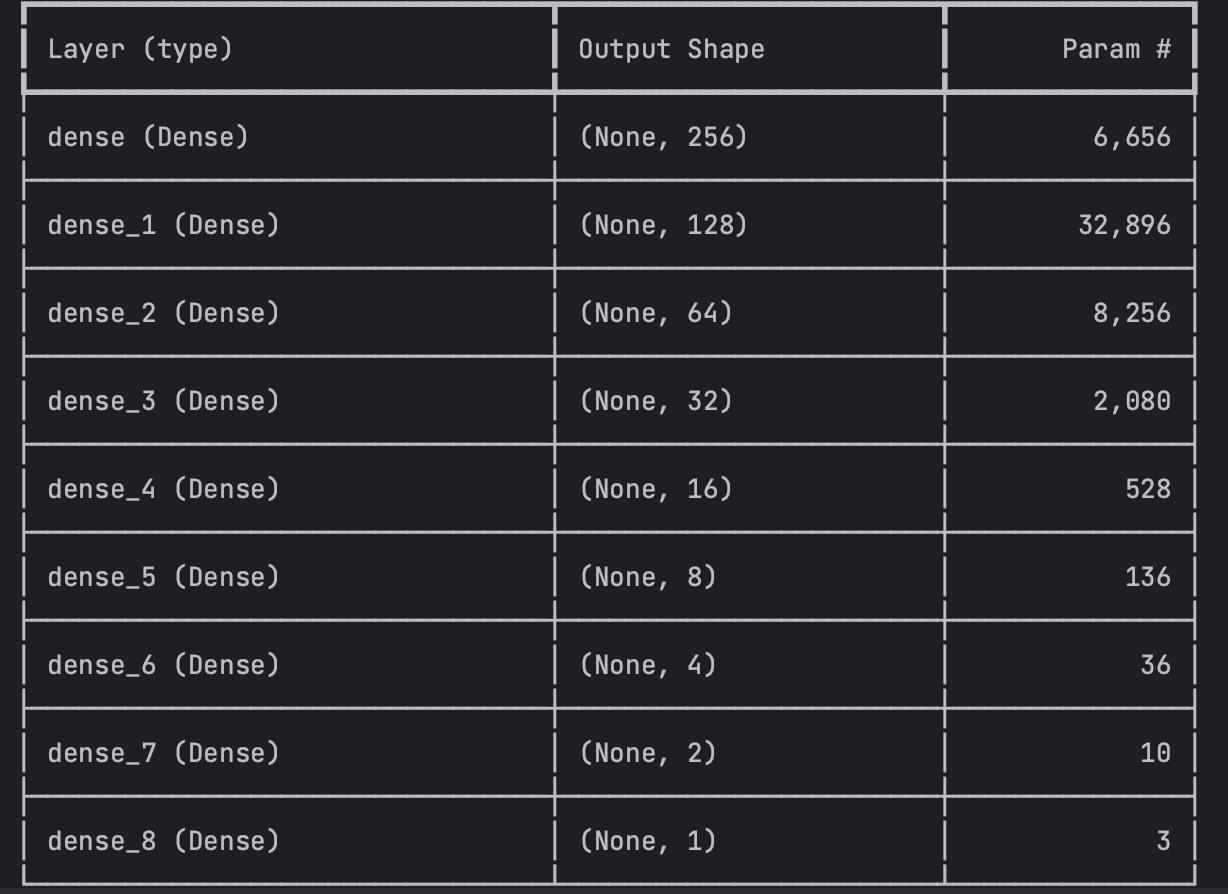 Layer (type) Output Shape Param #
dense (Dense) (None, 256) 6,656
dense_1 (Dense) (None, 128) 32,896
dense_2 (Dense) (None, 64) 8,256
dense_3 (Dense) (None, 32) 2,080
dense_4 (Dense) (None, 16) 528
dense_5 (Dense) (None, 8) 136
dense_6 (Dense) (None, 4) 36
dense_7 (Dense) (None, 2) 10
dense_8 (Dense) (None, 1) 3